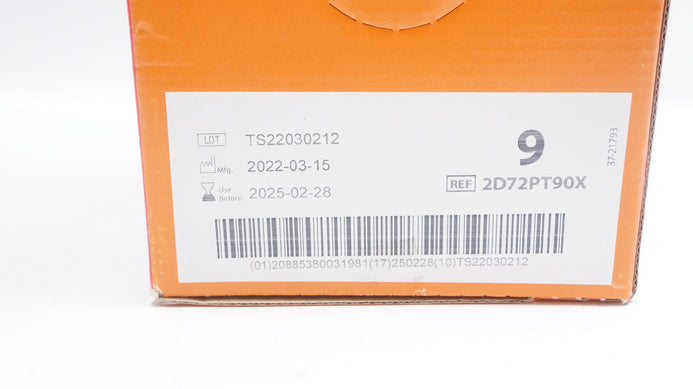 LOT TS22030212
Mfg. 2022-03-15
Use Before: 2025-02-28
9
REF 2D72PT90X
37-21793
(01)20885380031981(17)250228(10)TS22030212